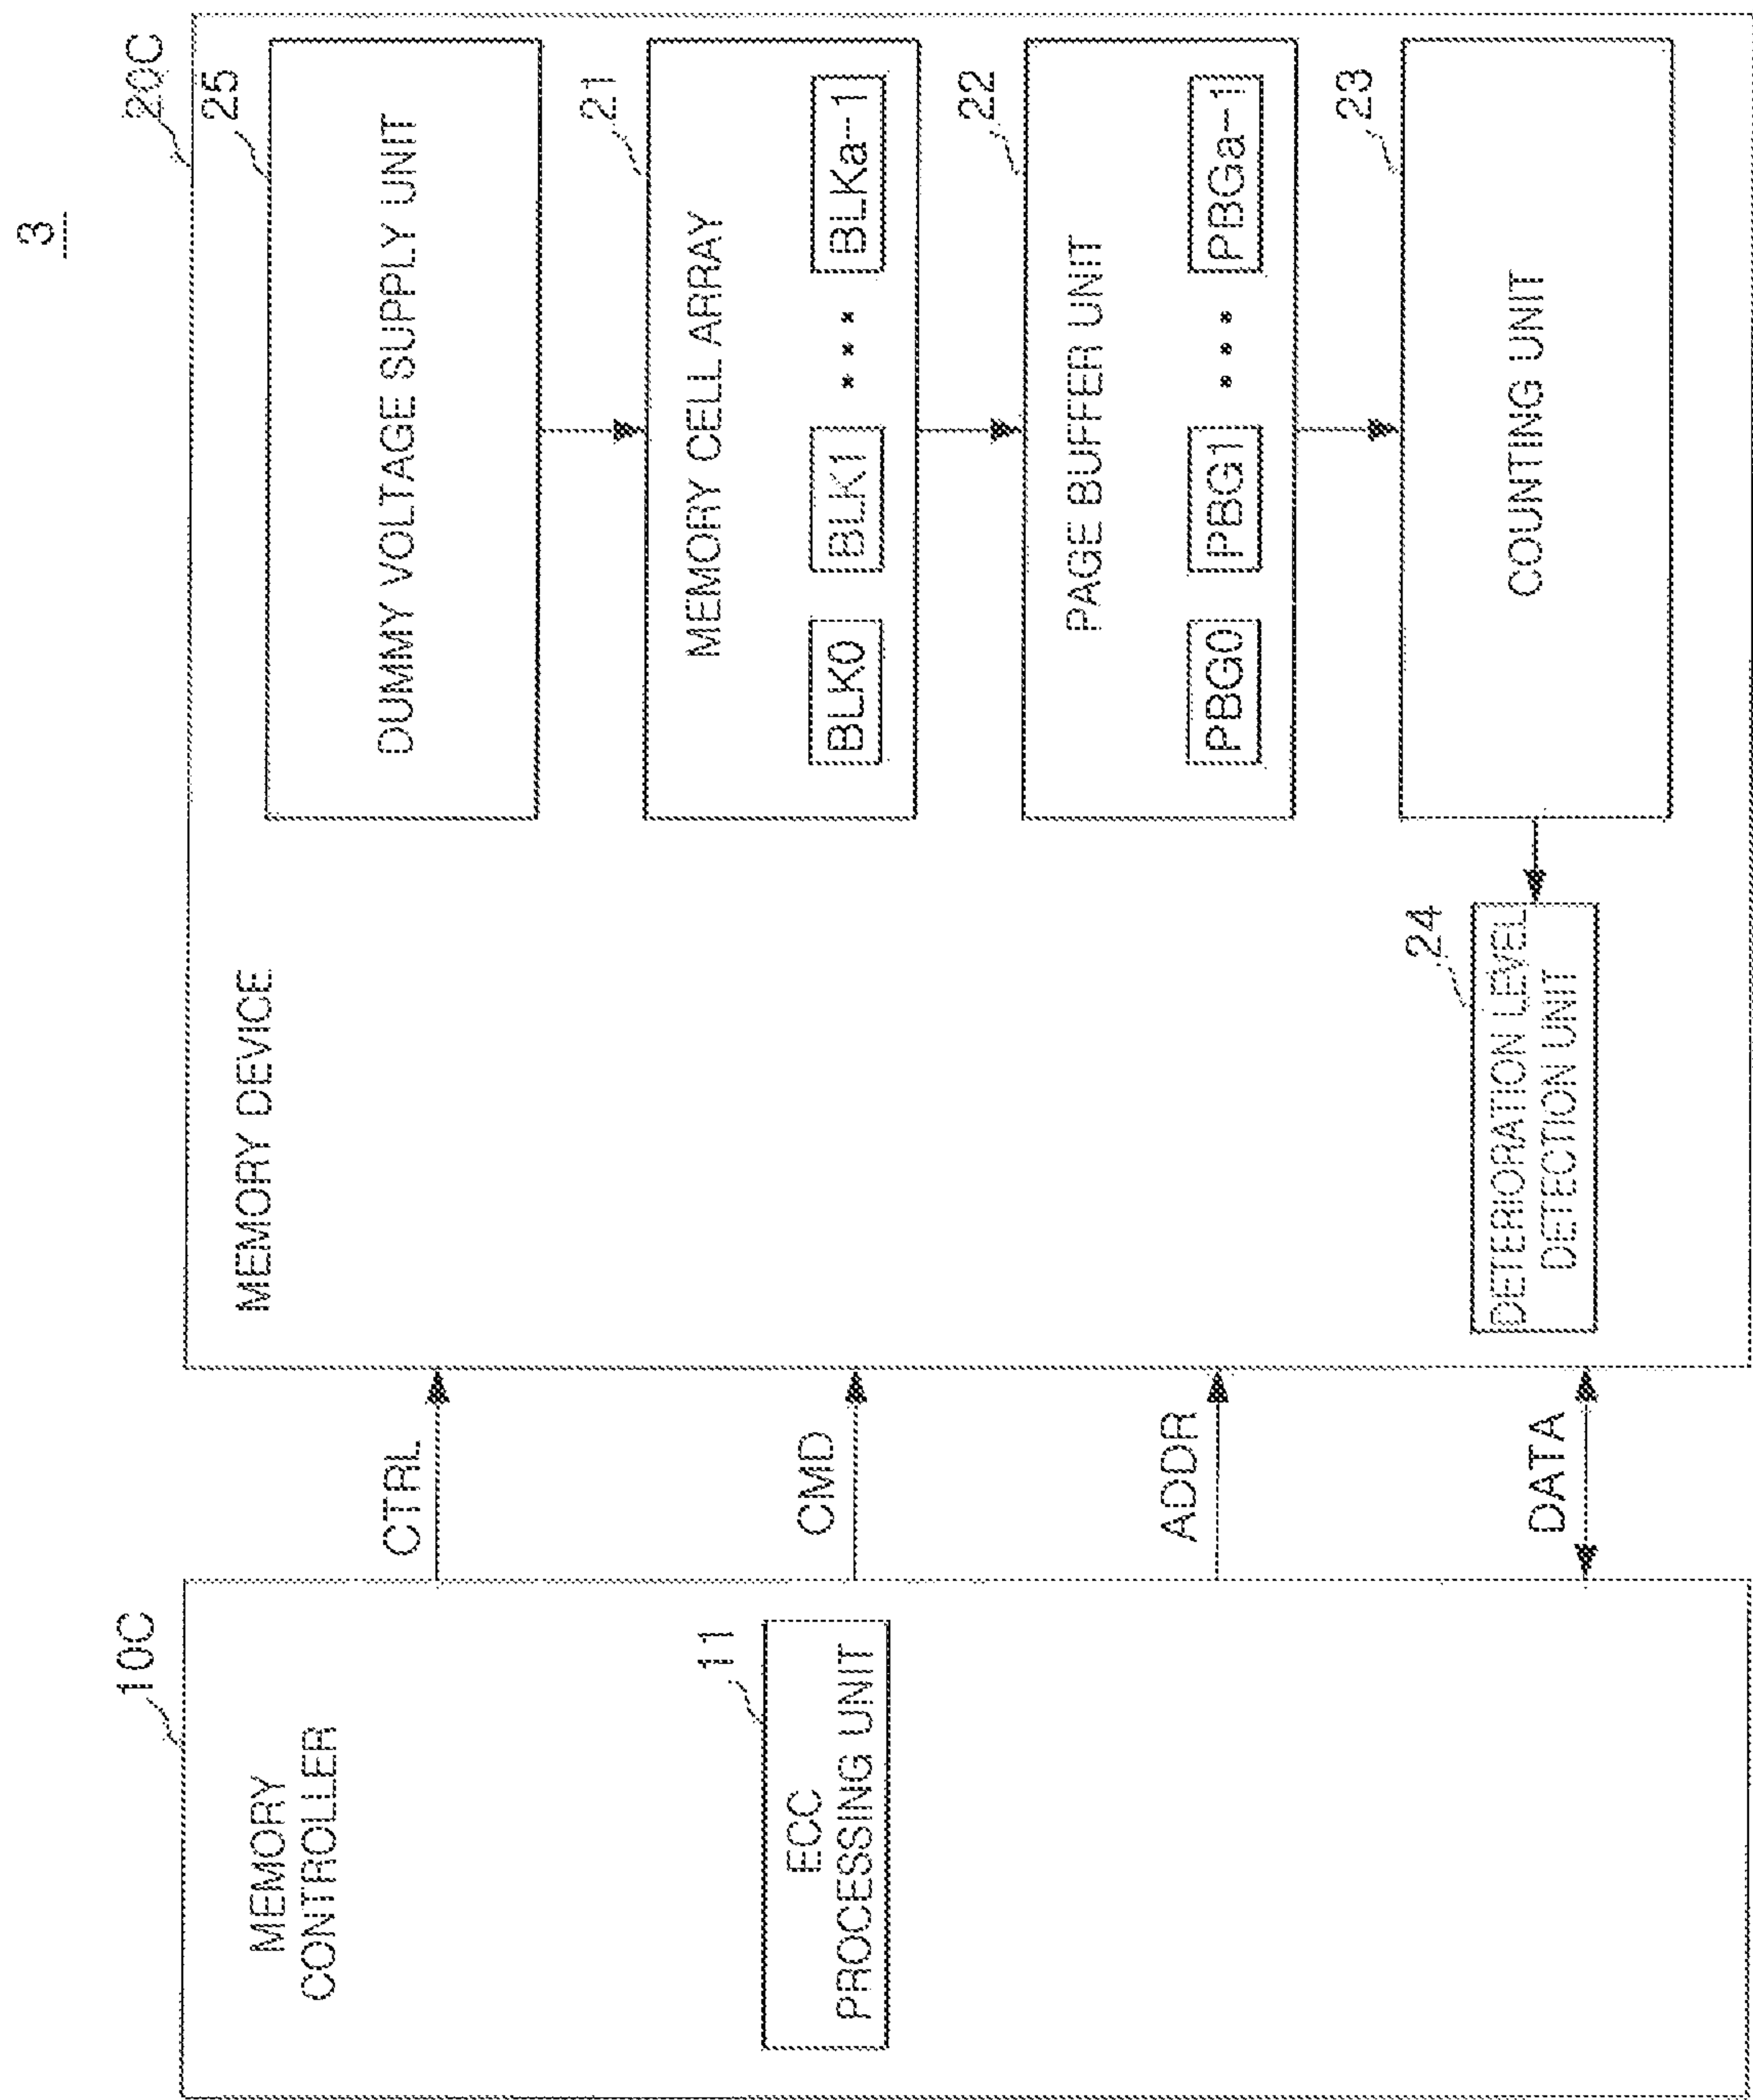 3
10C
MEMORY
CONTROLLER
11
ECC
PROCESSING UNIT
CTRL
CMD
ADDR
DATA
20C
MEMORY DEVICE
25
DUMMY VOLTAGE SUPPLY UNIT
21
MEMORY CELL ARRAY
BLK0 BLK1 ••• BLKa-1
22
PAGE BUFFER UNIT
PBG0 PBG1 ••• PBGa-1
24
DETERIORATION LEVEL
DETECTION UNIT
23
COUNTING UNIT